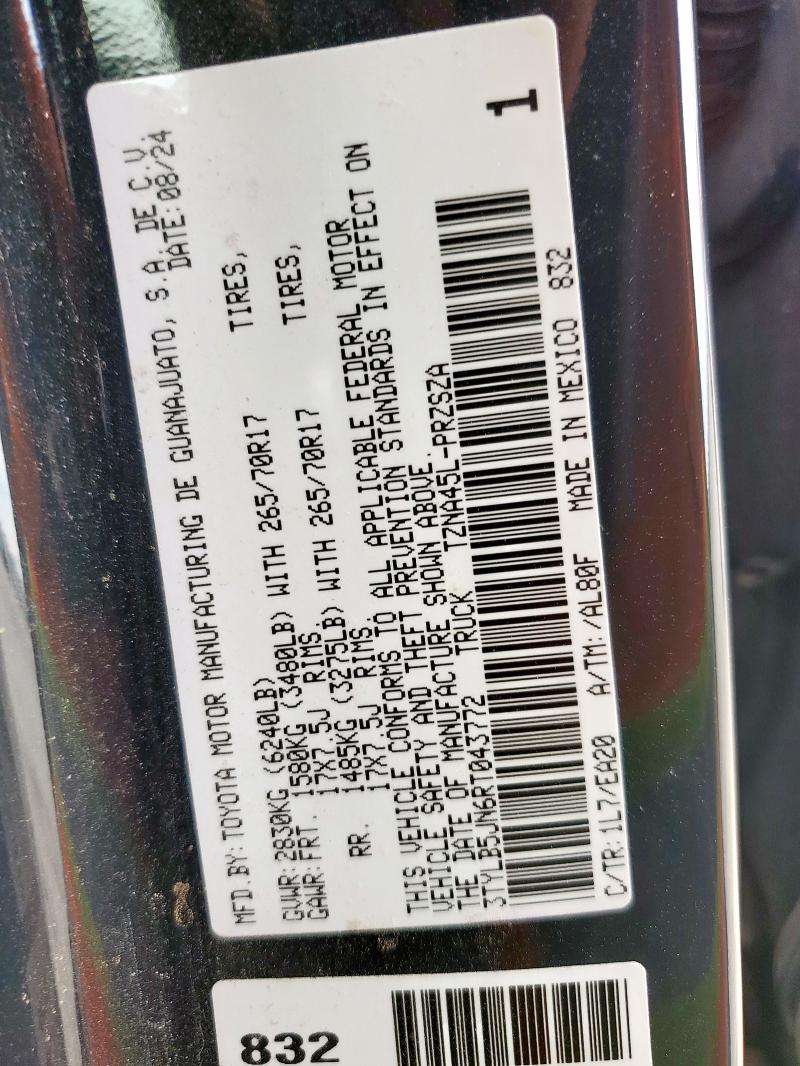 MFD.BY:TOYOTA MOTOR MANUFACTURING DE GUANAJUATO, S.A. DE C.V.
DATE:08/24
GVWR:2830KG (6240LB)
GAWR:FRT. 1580KG (3480LB) WITH 265/70R17 TIRES,
17X7.5J RIMS
RR. 1485KG (3275LB) WITH 265/70R17 TIRES,
17X7.5J RIMS
THIS VEHICLE CONFORMS TO ALL APPLICABLE FEDERAL MOTOR
VEHICLE SAFETY AND THEFT PREVENTION STANDARDS IN EFFECT ON
THE DATE OF MANUFACTURE SHOWN ABOVE.
3TYLB5JN6RT043772 TRUCK TZNA45L-PRZSZA
C/TR:1L7/EA20 A/TM: /AL80F MADE IN MEXICO 832
1
832